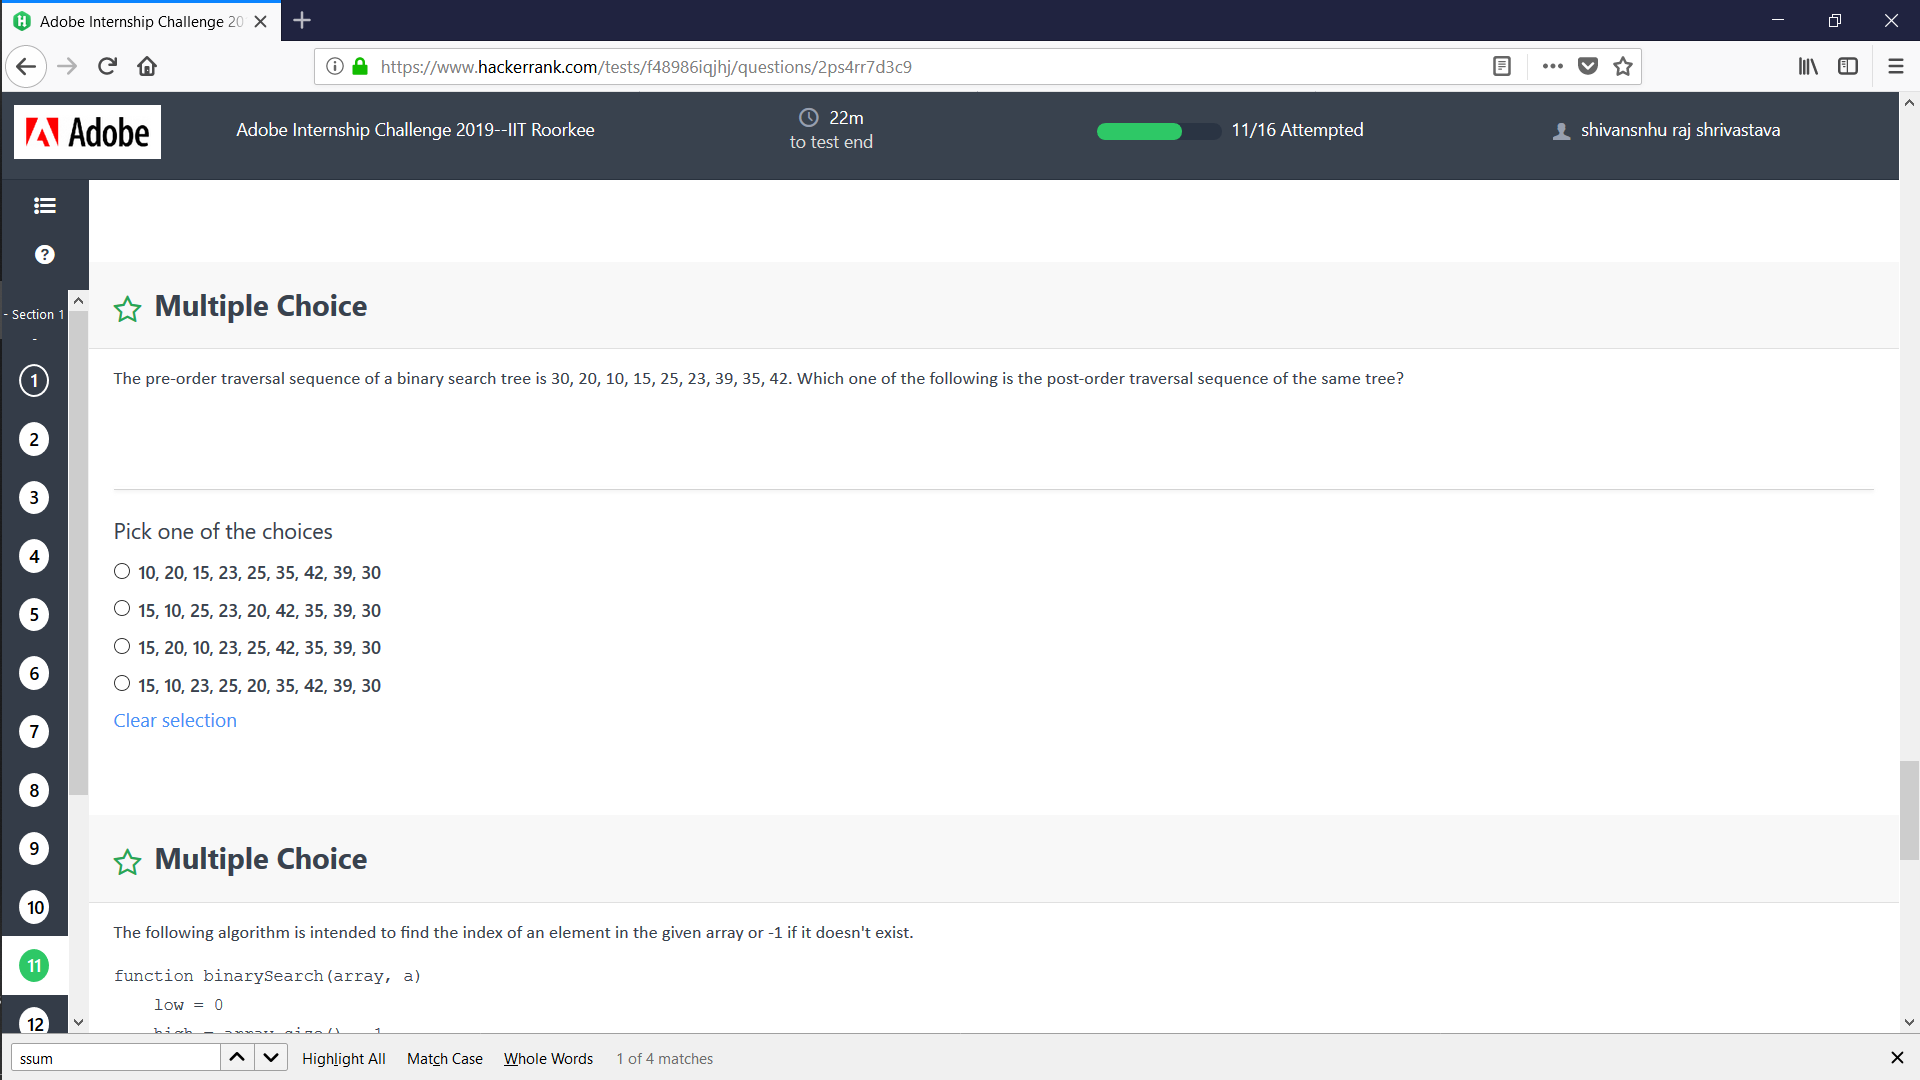 Adobe Internship Challenge 20
https://www.hackerrank.com/tests/f48986iqjhj/questions/2ps4rr7d3c9
Adobe
Adobe Internship Challenge 2019--IIT Roorkee
22m
to test end
11/16 Attempted
shivansnhu raj shrivastava
- Section 1
-
1
2
3
4
5
6
7
8
9
10
11
12
Multiple Choice
The pre-order traversal sequence of a binary search tree is 30, 20, 10, 15, 25, 23, 39, 35, 42. Which one of the following is the post-order traversal sequence of the same tree?
Pick one of the choices
10, 20, 15, 23, 25, 35, 42, 39, 30
15, 10, 25, 23, 20, 42, 35, 39, 30
15, 20, 10, 23, 25, 42, 35, 39, 30
15, 10, 23, 25, 20, 35, 42, 39, 30
Clear selection
Multiple Choice
The following algorithm is intended to find the index of an element in the given array or -1 if it doesn't exist.
function binarySearch(array, a)
low = 0
high = array.size() - 1
ssum
Highlight All
Match Case
Whole Words
1 of 4 matches